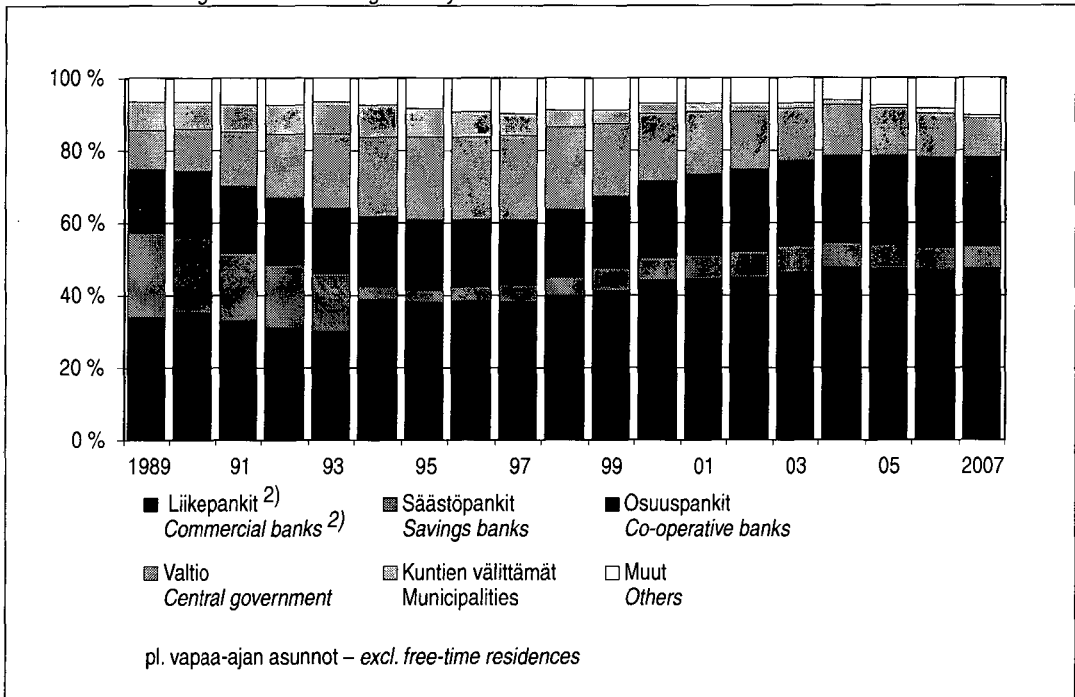 100 %
80 %
60 %
40 %
20 %
0 %
1989 91 93 95 97 99 01 03 05 2007
Liikepankit 2)
Commercial banks 2)
Säästöpankit
Savings banks
Osuuspankit
Co-operative banks
Valtio
Central government
Kuntien välittämät
Municipalities
Muut
Others
pl. vapaa-ajan asunnot – excl. free-time residences